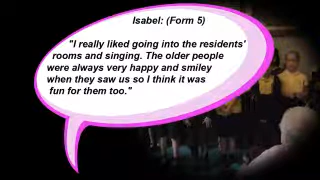 Isabel: (Form 5)
"I really liked going into the residents'
rooms and singing. The older people
were always very happy and smiley
when they saw us so I think it was
fun for them too."